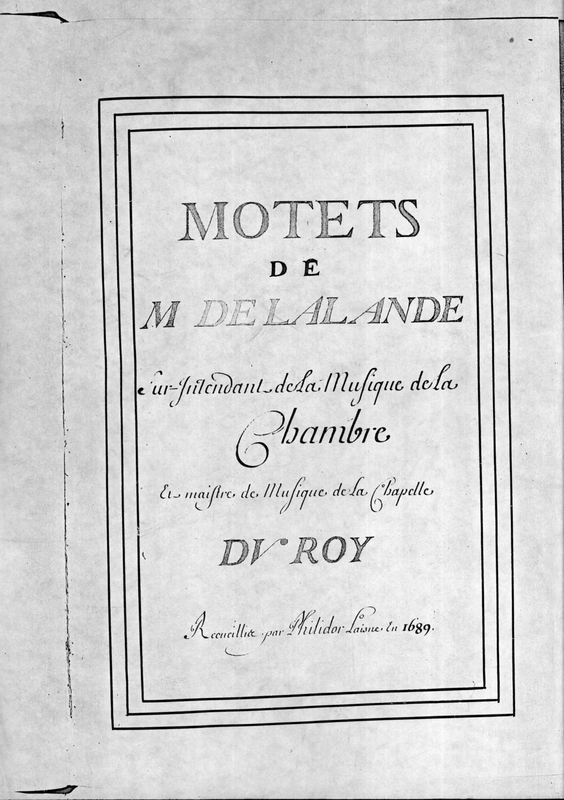 MOTETS
DE
M DE LALANDE
Sur-Intendant de la Musique de la
Chambre
Et maistre de Musique de la Chapelle
DV ROY
Recueillix par Philidor Laisne En 1689.